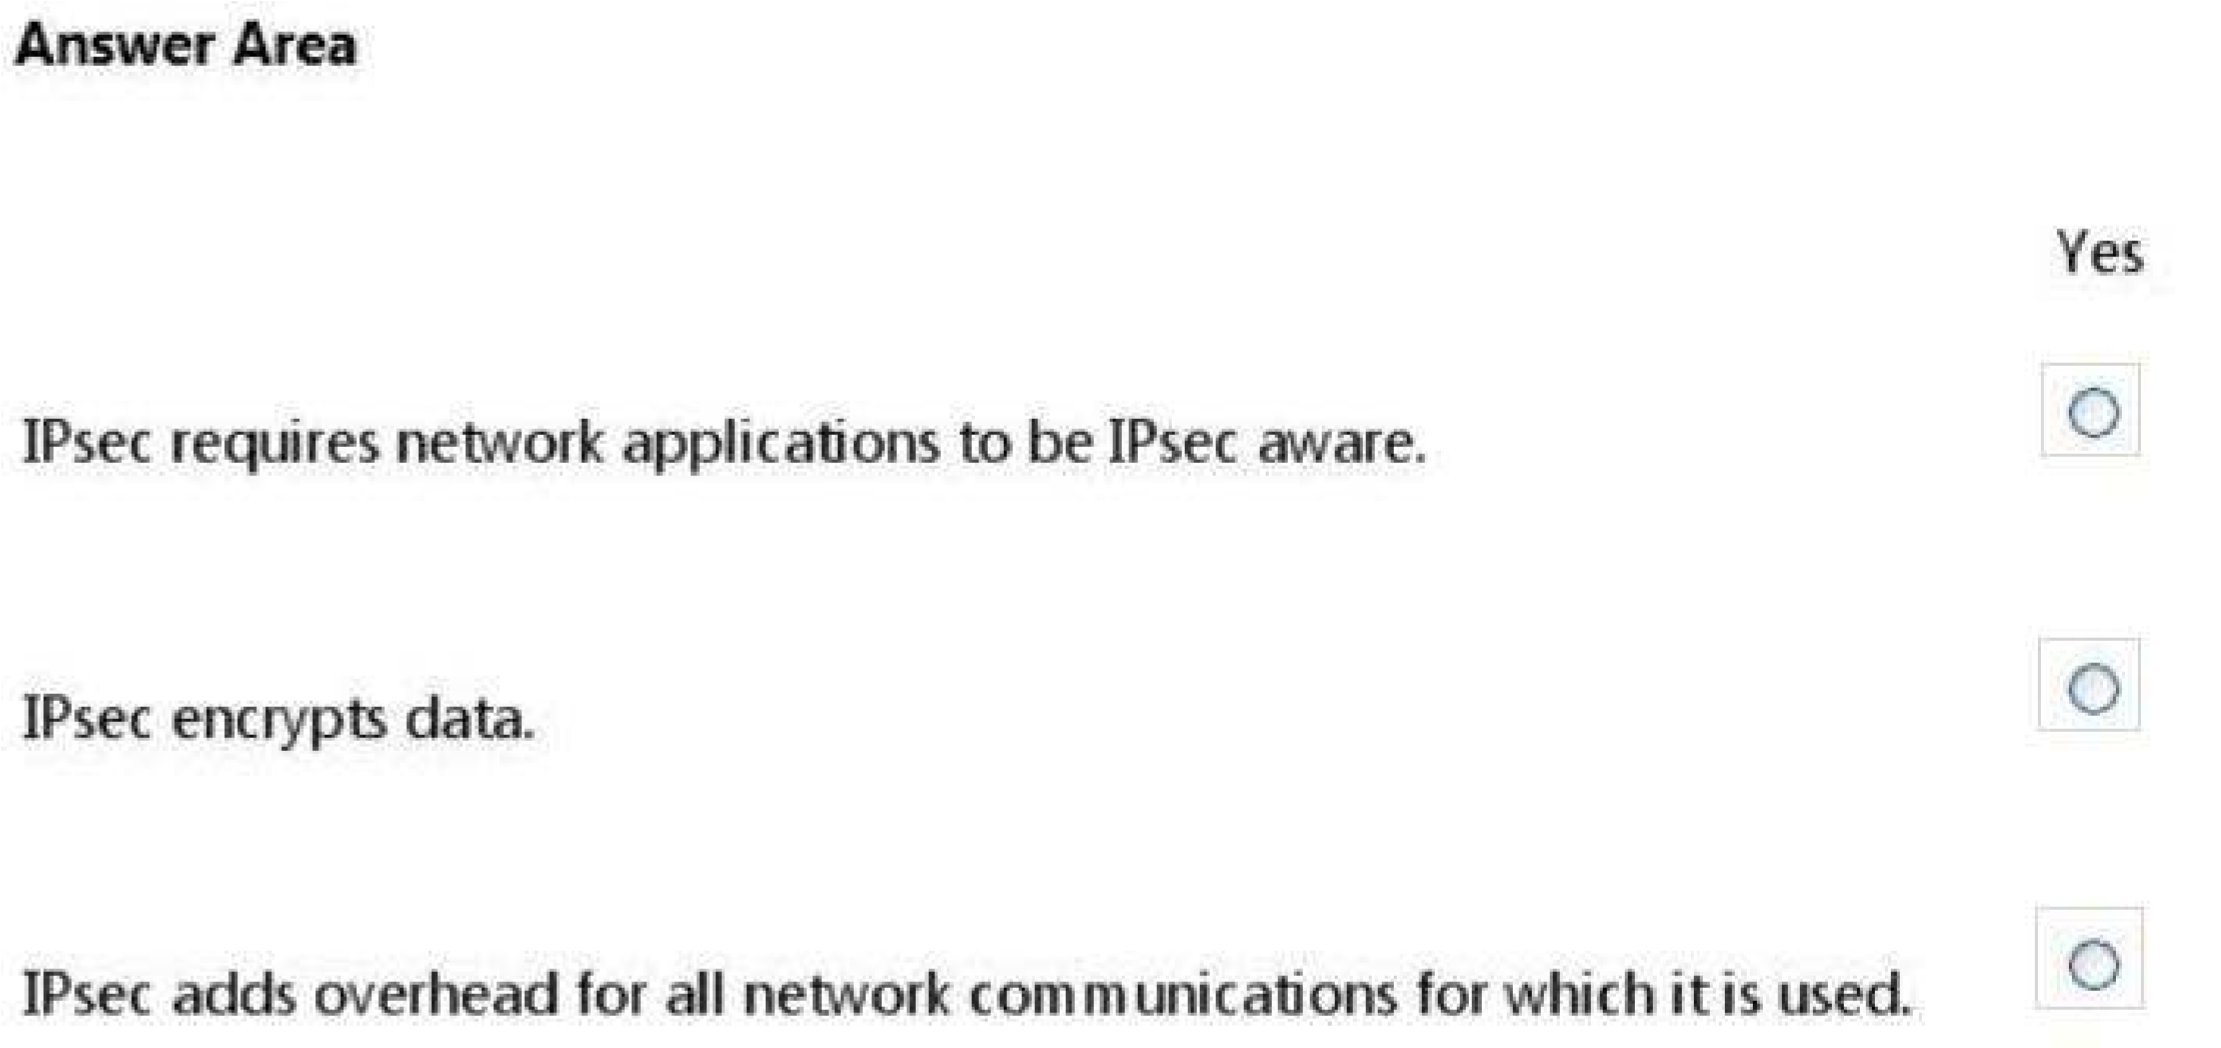 Answer Area
Yes
IPsec requires network applications to be IPsec aware.
IPsec encrypts data.
IPsec adds overhead for all network communications for which it is used.